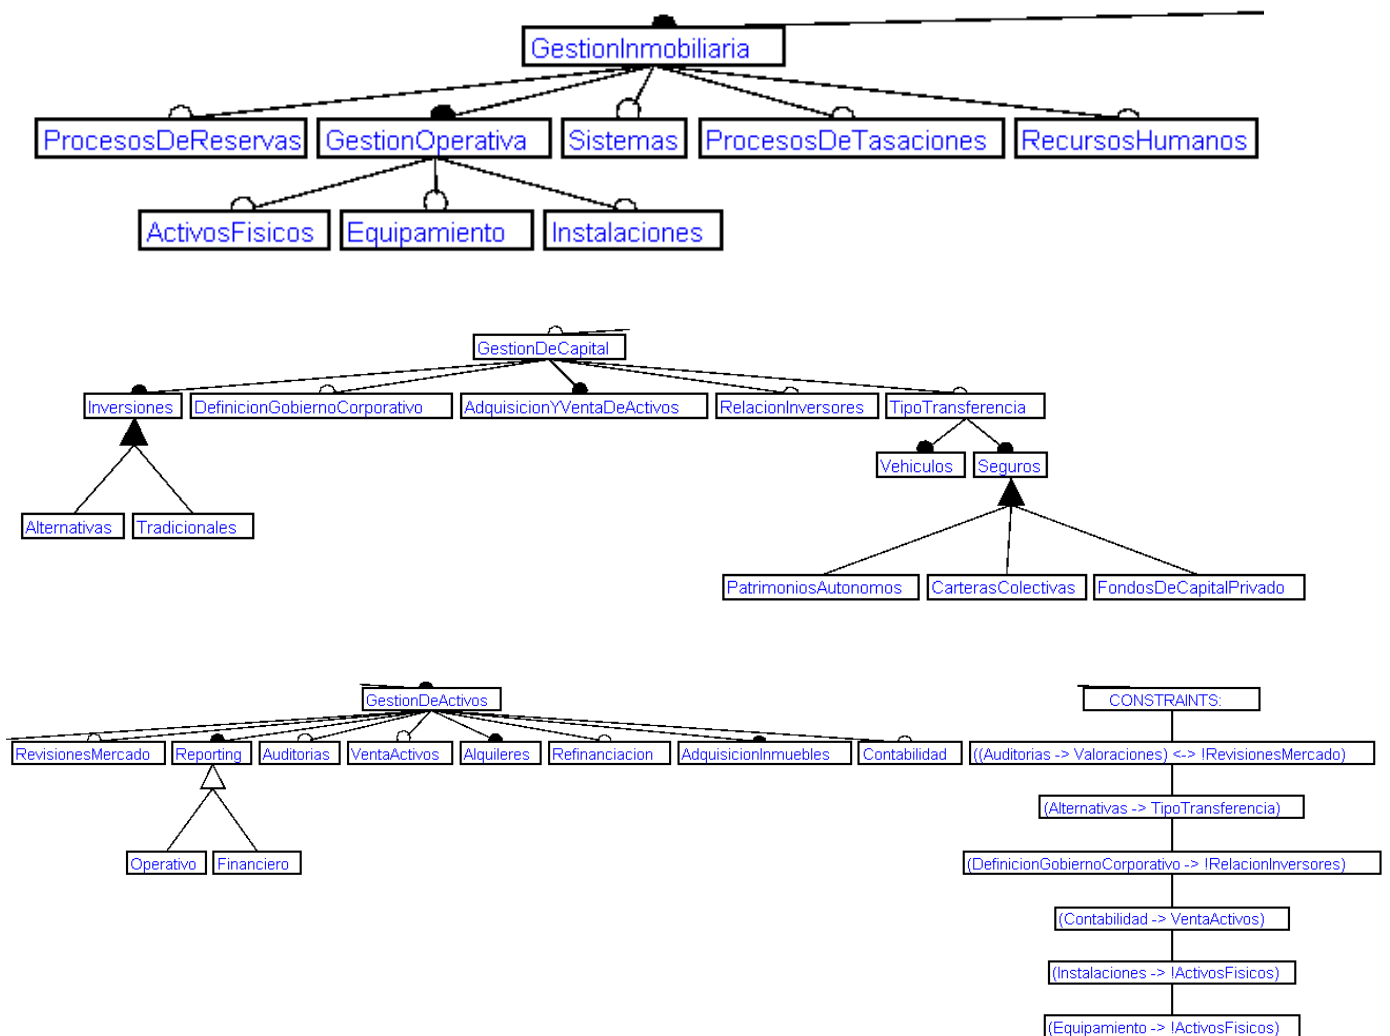 GestionInmobiliaria
ProcesosDeReservas GestionOperativa Sistemas ProcesosDeTasaciones RecursosHumanos
ActivosFisicos Equipamiento Instalaciones
GestionDeCapital
Inversiones DefinicionGobiernoCorporativo AdquisicionYVentaDeActivos RelacionInversores TipoTransferencia
Vehiculos Seguros
Alternativas Tradicionales
PatrimoniosAutonomos CarterasColectivas FondosDeCapitalPrivado
GestionDeActivos
RevisionesMercado Reporting Auditorias VentaActivos Alquileres Refinanciacion AdquisicionInmuebles Contabilidad
Operativo Financiero
CONSTRAINTS:
((Auditorias -> Valoraciones) <-> !RevisionesMercado)
(Alternativas -> TipoTransferencia)
(DefinicionGobiernoCorporativo -> !RelacionInversores)
(Contabilidad -> VentaActivos)
(Instalaciones -> !ActivosFisicos)
(Equipamiento -> !ActivosFisicos)